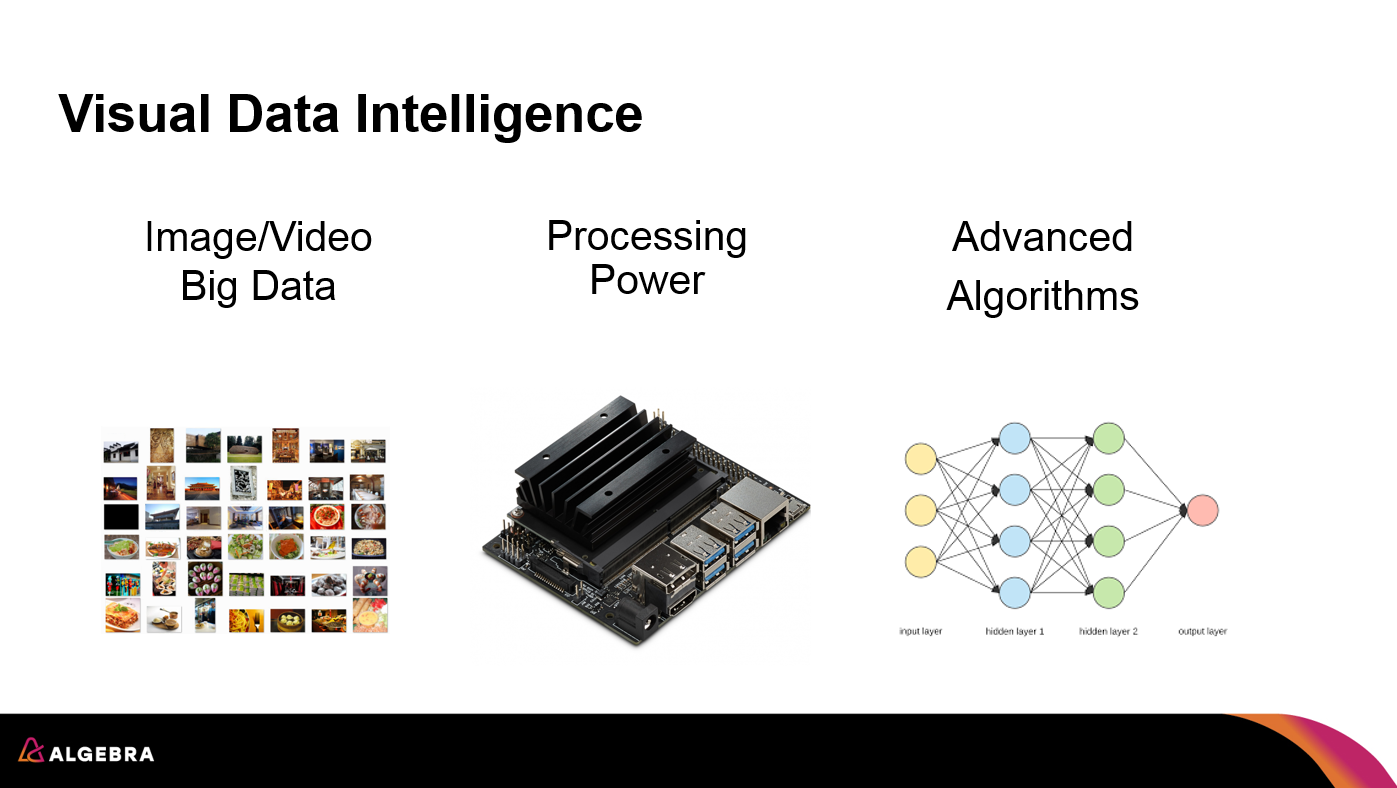 Visual Data Intelligence
Image/Video
Big Data
Processing
Power
Advanced
Algorithms
input layer
hidden layer 1
hidden layer 2
output layer
ALGEBRA